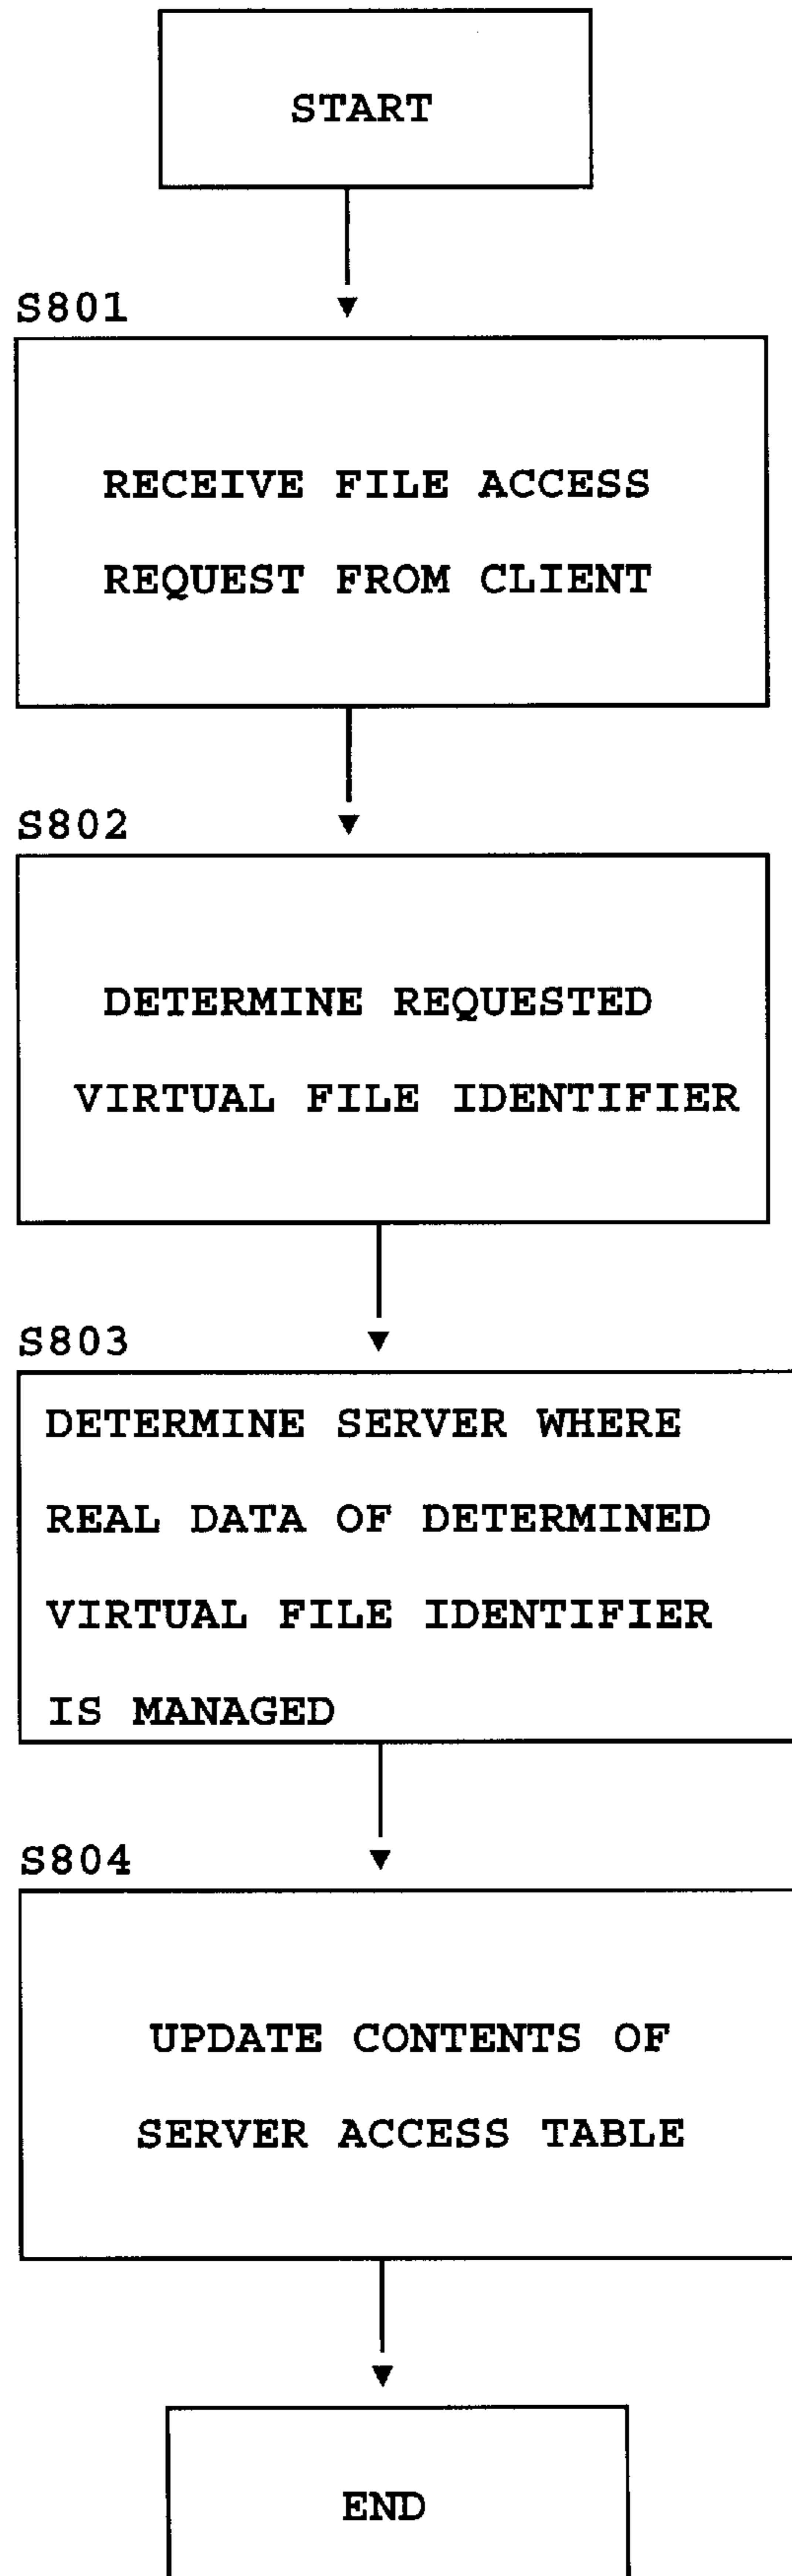 START
S801
RECEIVE FILE ACCESS
REQUEST FROM CLIENT
S802
DETERMINE REQUESTED
VIRTUAL FILE IDENTIFIER
S803
DETERMINE SERVER WHERE
REAL DATA OF DETERMINED
VIRTUAL FILE IDENTIFIER
IS MANAGED
S804
UPDATE CONTENTS OF
SERVER ACCESS TABLE
END